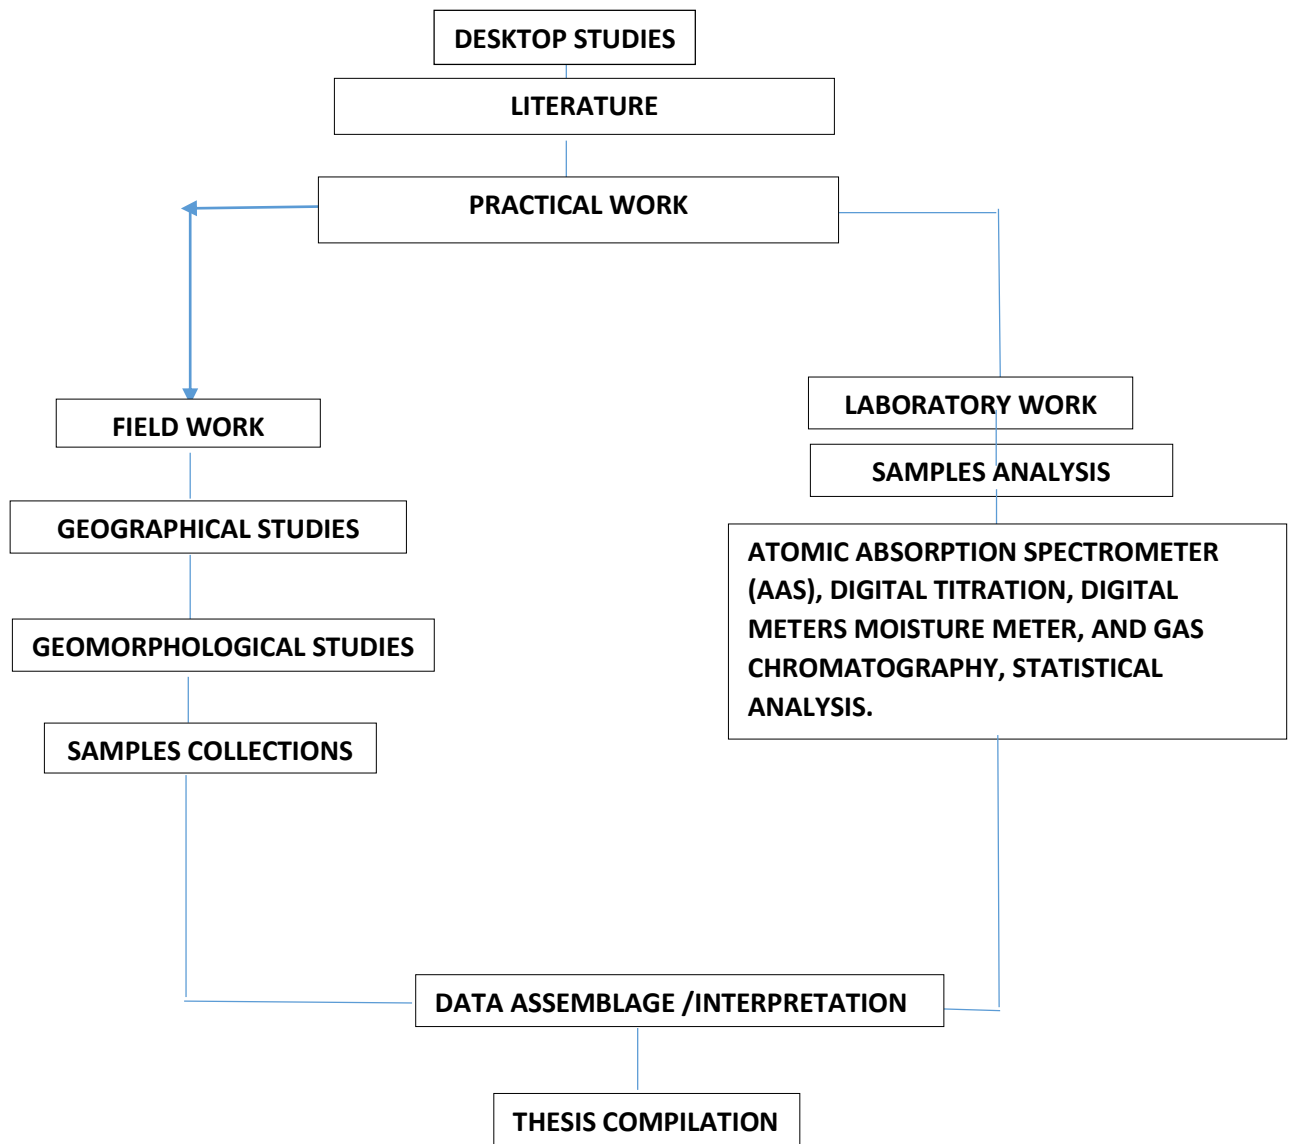 DESKTOP STUDIES
LITERATURE
PRACTICAL WORK
FIELD WORK
GEOGRAPHICAL STUDIES
GEOMORPHOLOGICAL STUDIES
SAMPLES COLLECTIONS
LABORATORY WORK
SAMPLES ANALYSIS
ATOMIC ABSORPTION SPECTROMETER
(AAS), DIGITAL TITRATION, DIGITAL
METERS MOISTURE METER, AND GAS
CHROMATOGRAPHY, STATISTICAL
ANALYSIS.
DATA ASSEMBLAGE /INTERPRETATION
THESIS COMPILATION